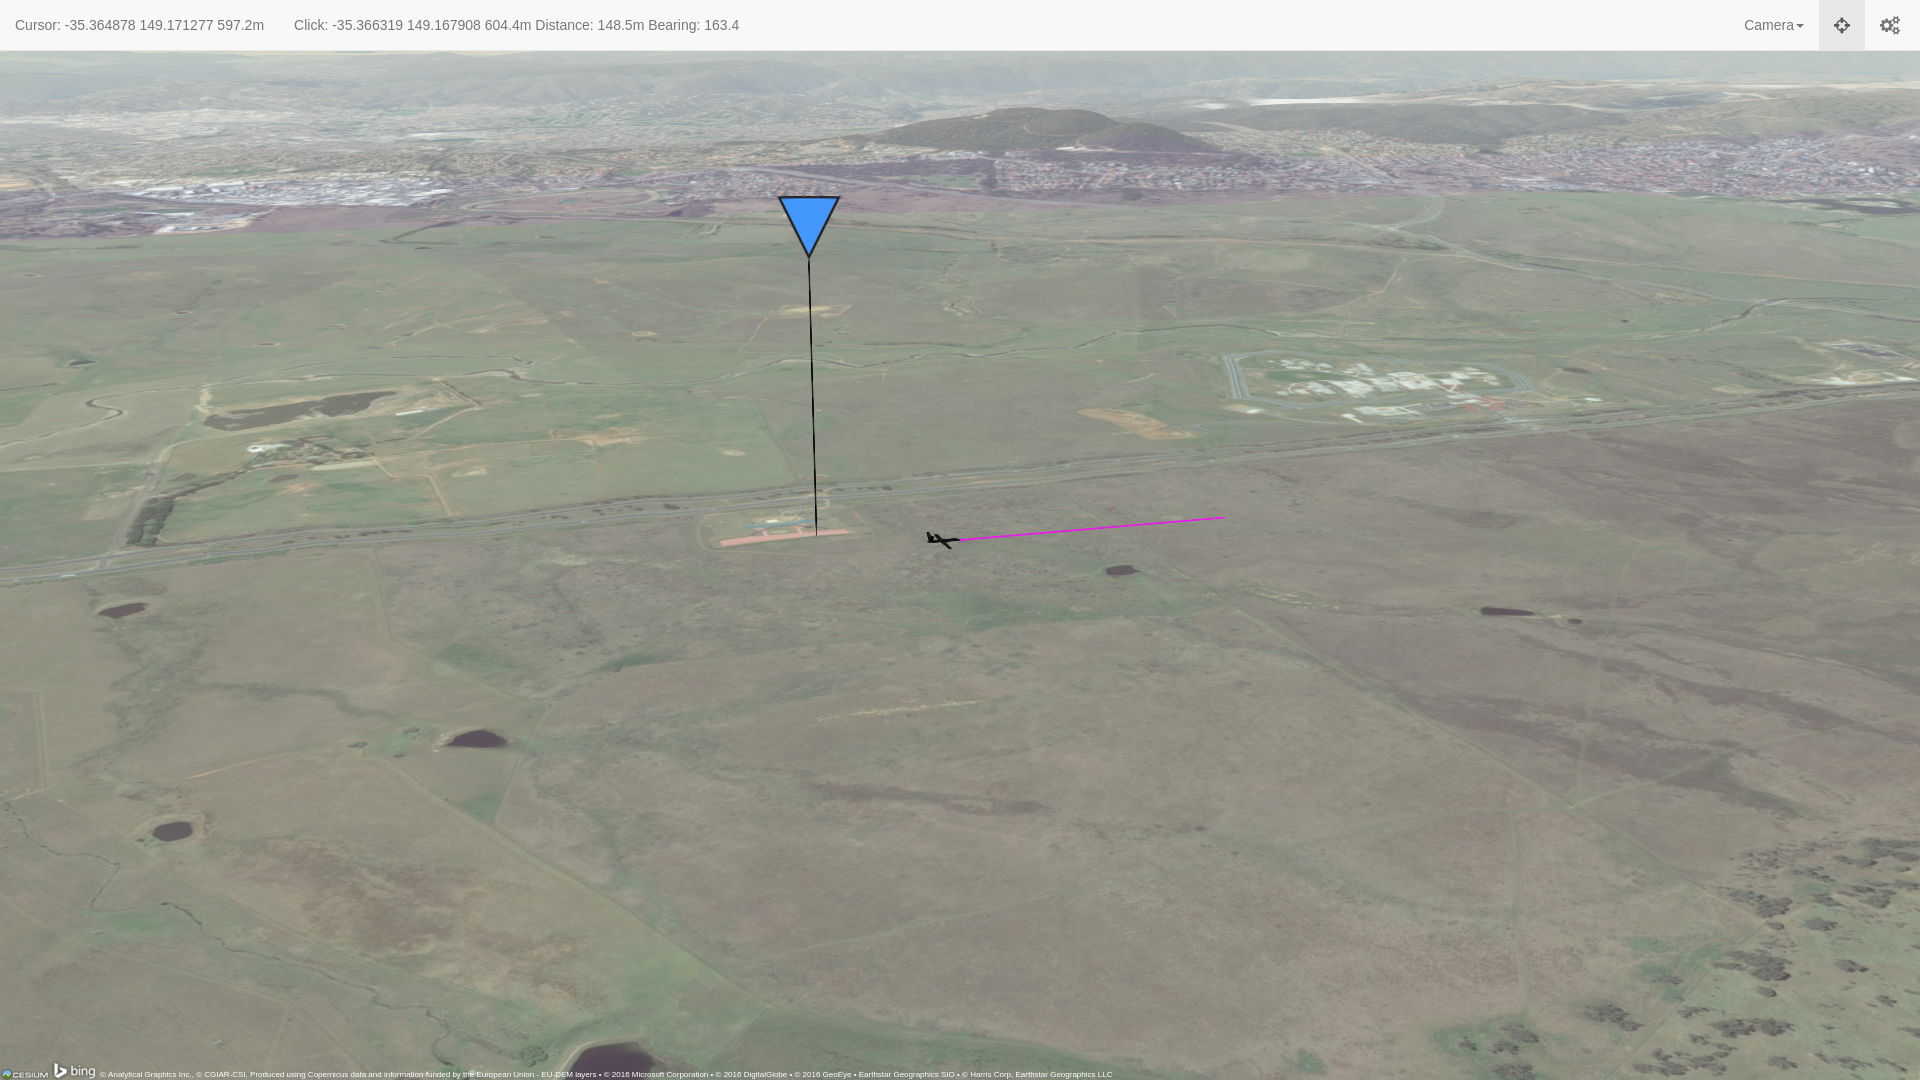 Cursor: -35.364878 149.171277 597.2m Click: -35.366319 149.167908 604.4m Distance: 148.5m Bearing: 163.4 Camera
CESIUM bing © Analytical Graphics Inc., © CGIAR-CSI, Produced using Copernicus data and information funded by the European Union - EU-DEM layers • © 2016 Microsoft Corporation • © 2016 DigitalGlobe • © 2016 GeoEye • Earthstar Geographics SIO • © Harris Corp, Earthstar Geographics LLC